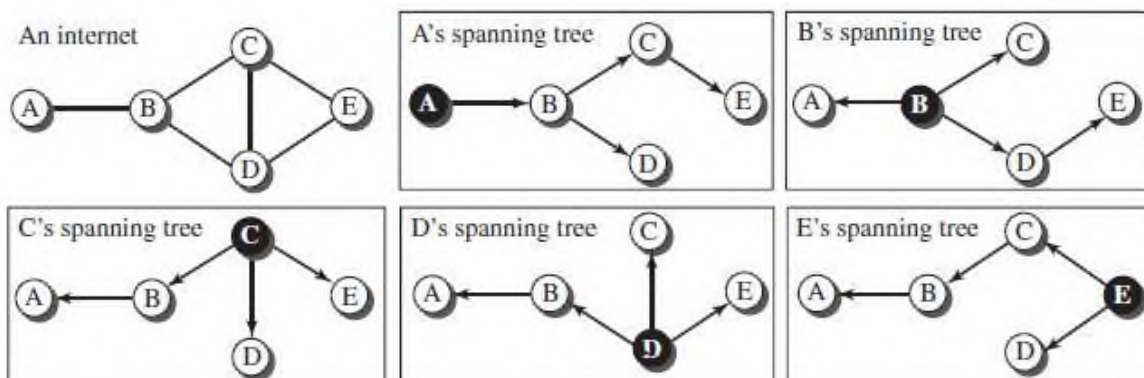 An internet
A
B
C
D
E
A's spanning tree
A
B
C
D
E
B's spanning tree
A
B
C
D
E
C's spanning tree
A
B
C
D
E
D's spanning tree
A
B
C
D
E
E's spanning tree
A
B
C
D
E